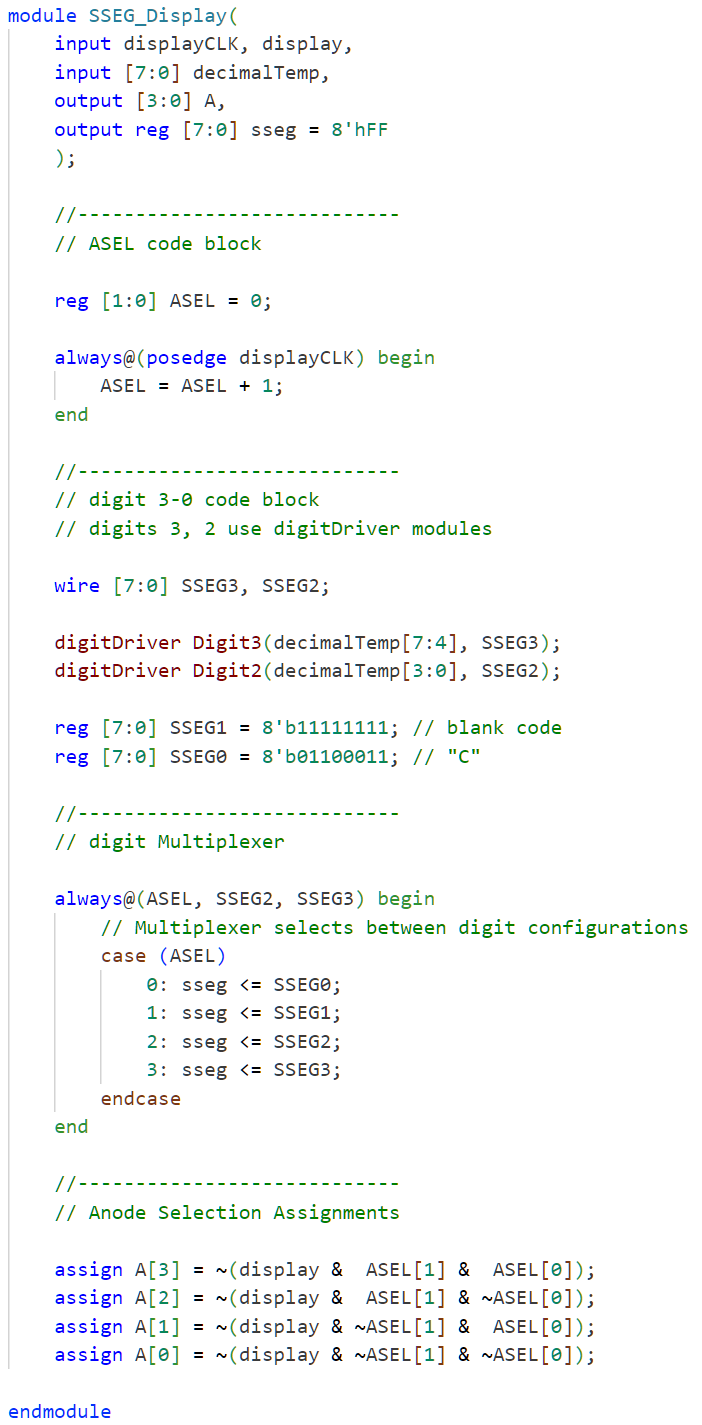 module SSEG_Display(
    input displayCLK, display,
    input [7:0] decimalTemp,
    output [3:0] A,
    output reg [7:0] sseg = 8'hFF
    );

    //----------------------------
    // ASEL code block

    reg [1:0] ASEL = 0;

    always@(posedge displayCLK) begin
        ASEL = ASEL + 1;
    end

    //----------------------------
    // digit 3-0 code block
    // digits 3, 2 use digitDriver modules

    wire [7:0] SSEG3, SSEG2;

    digitDriver Digit3(decimalTemp[7:4], SSEG3);
    digitDriver Digit2(decimalTemp[3:0], SSEG2);

    reg [7:0] SSEG1 = 8'b11111111; // blank code
    reg [7:0] SSEG0 = 8'b01100011; // "C"

    //----------------------------
    // digit Multiplexer

    always@(ASEL, SSEG2, SSEG3) begin
        // Multiplexer selects between digit configurations
        case (ASEL)
            0: sseg <= SSEG0;
            1: sseg <= SSEG1;
            2: sseg <= SSEG2;
            3: sseg <= SSEG3;
        endcase
    end

    //----------------------------
    // Anode Selection Assignments

    assign A[3] = ~(display &  ASEL[1] &  ASEL[0]);
    assign A[2] = ~(display &  ASEL[1] & ~ASEL[0]);
    assign A[1] = ~(display & ~ASEL[1] &  ASEL[0]);
    assign A[0] = ~(display & ~ASEL[1] & ~ASEL[0]);

endmodule